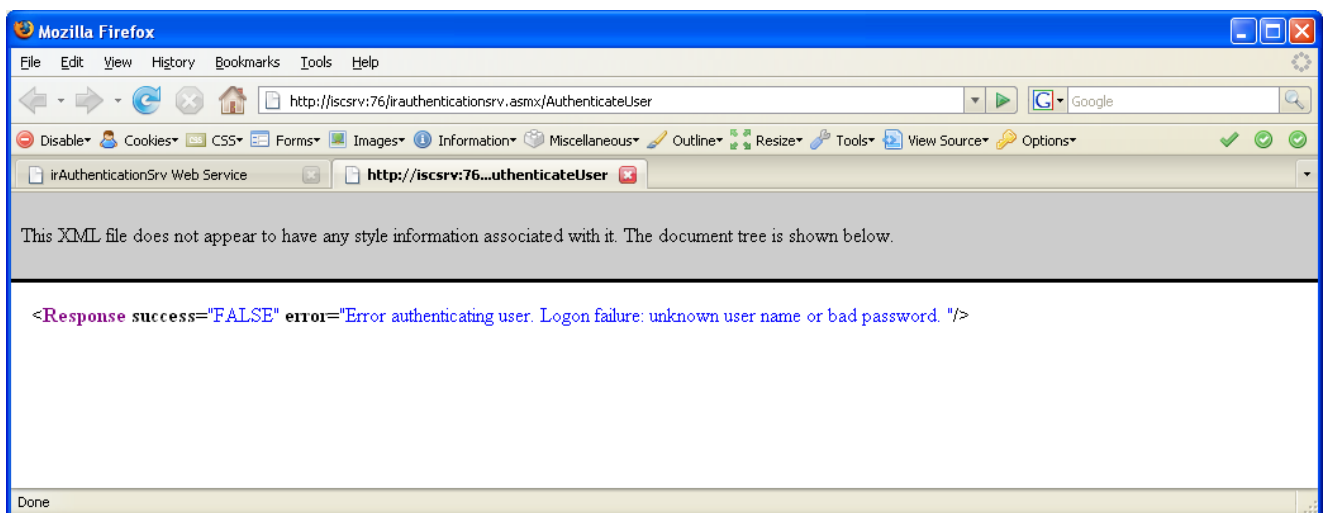 Mozilla Firefox
File Edit View History Bookmarks Tools Help
http://iscsrv:76/irauthenticationsrv.asmx/AuthenticateUser G Google
Disable Cookies CSS Forms Images Information Miscellaneous Outline Resize Tools View Source Options
irAuthenticationSrv Web Service http://iscsrv:76...uthenticateUser
This XML file does not appear to have any style information associated with it. The document tree is shown below.
<Response success="FALSE" error="Error authenticating user. Logon failure: unknown user name or bad password. "/>
Done